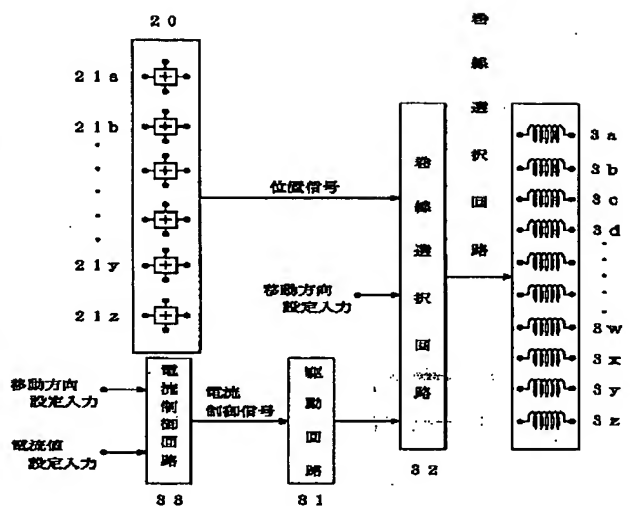 20
21a
21b
21y
21z
位置信号
移動方向
設定入力
巻線選択回路
巻線選択回路
32
3a
3b
3c
3d
3w
3x
3y
3z
移動方向
設定入力
電流値
設定入力
電流制御回路
33
電流
制御信号
駆動回路
31